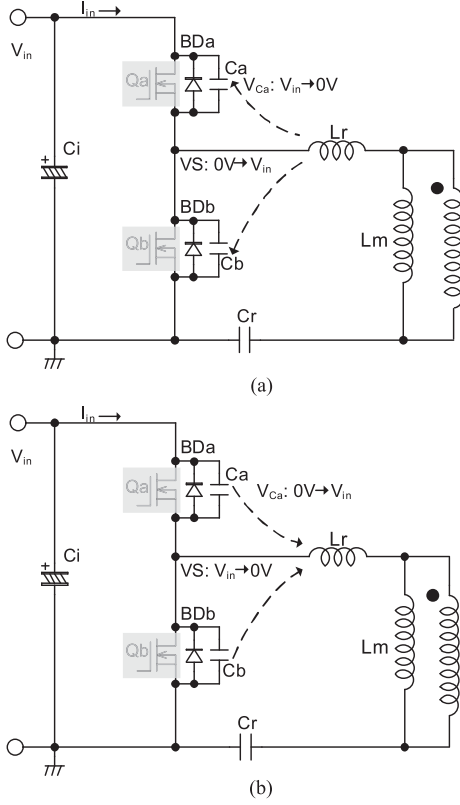 I_in
V_in
BDa
Qa
Ca
V_Ca: V_in→0V
Lr
Ci
+
VS: 0V→V_in
BDb
Qb
Cb
Lm
Cr
(a)
I_in
V_in
BDa
Qa
Ca
V_Ca: 0V→V_in
Lr
Ci
+
VS: V_in→0V
BDb
Qb
Cb
Lm
Cr
(b)